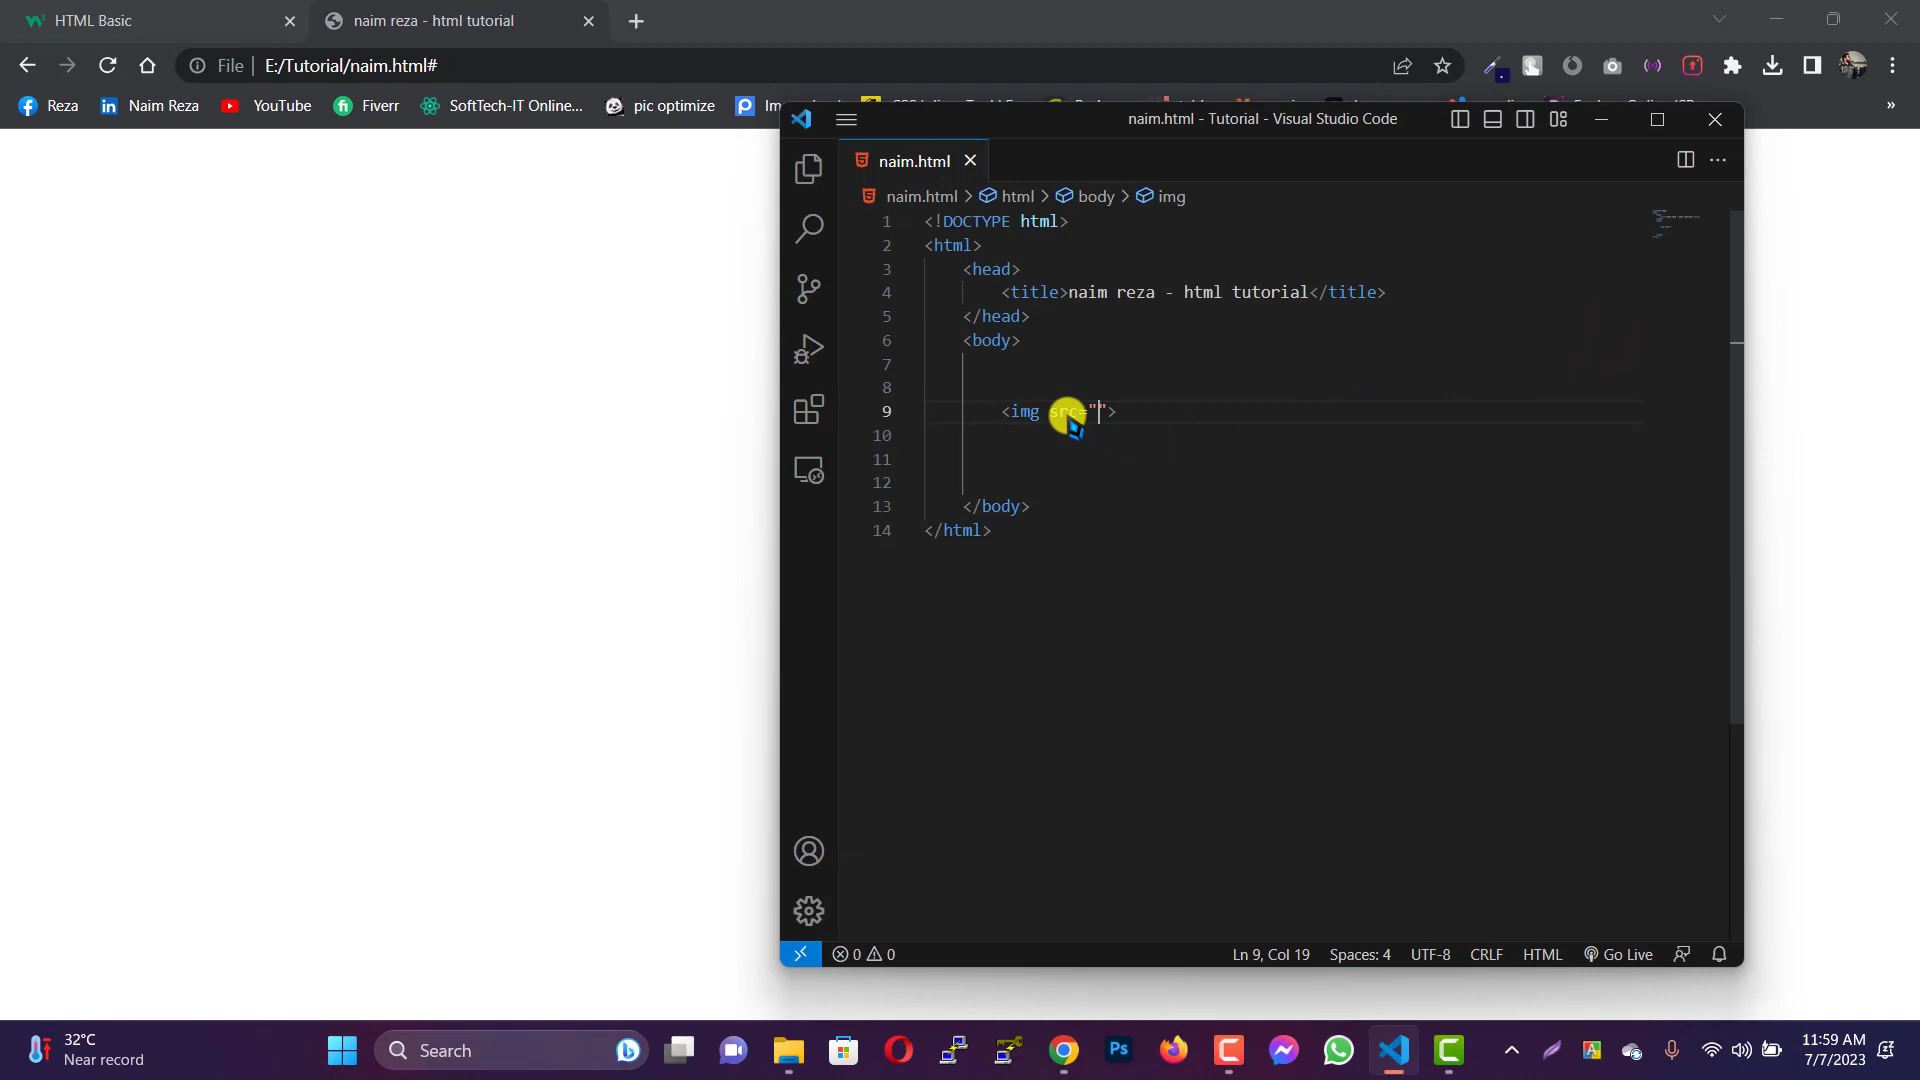 HTML Basic
naim reza - html tutorial
File
E:/Tutorial/naim.html#
Reza
Naim Reza
YouTube
Fiverr
SoftTech-IT Online...
pic optimize
naim.html - Tutorial - Visual Studio Code
naim.html
naim.html > html > body > img
1 <!DOCTYPE html>
2 <html>
3 <head>
4 <title>naim reza - html tutorial</title>
5 </head>
6 <body>
7
8
9 <img src="">
10
11
12
13 </body>
14 </html>
0 0
Ln 9, Col 19
Spaces: 4
UTF-8
CRLF
HTML
Go Live
32°C
Near record
Search
Ps
11:59 AM
7/7/2023